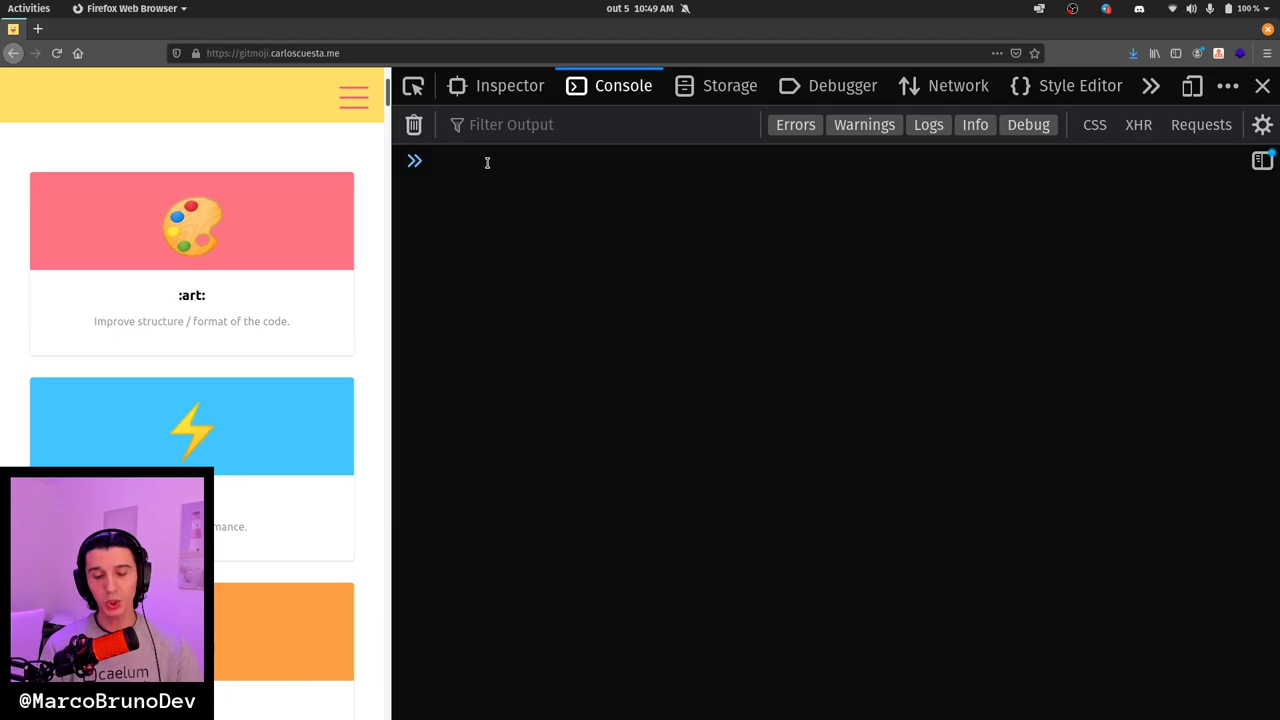 Activities
Firefox Web Browser
out 5 10:49 AM
100 %
https://gitmoji.carloscuesta.me
Inspector
Console
Storage
Debugger
Network
Style Editor
Filter Output
Errors
Warnings
Logs
Info
Debug
CSS
XHR
Requests
:art:
Improve structure / format of the code.
mance.
caelum
@MarcoBrunoDev